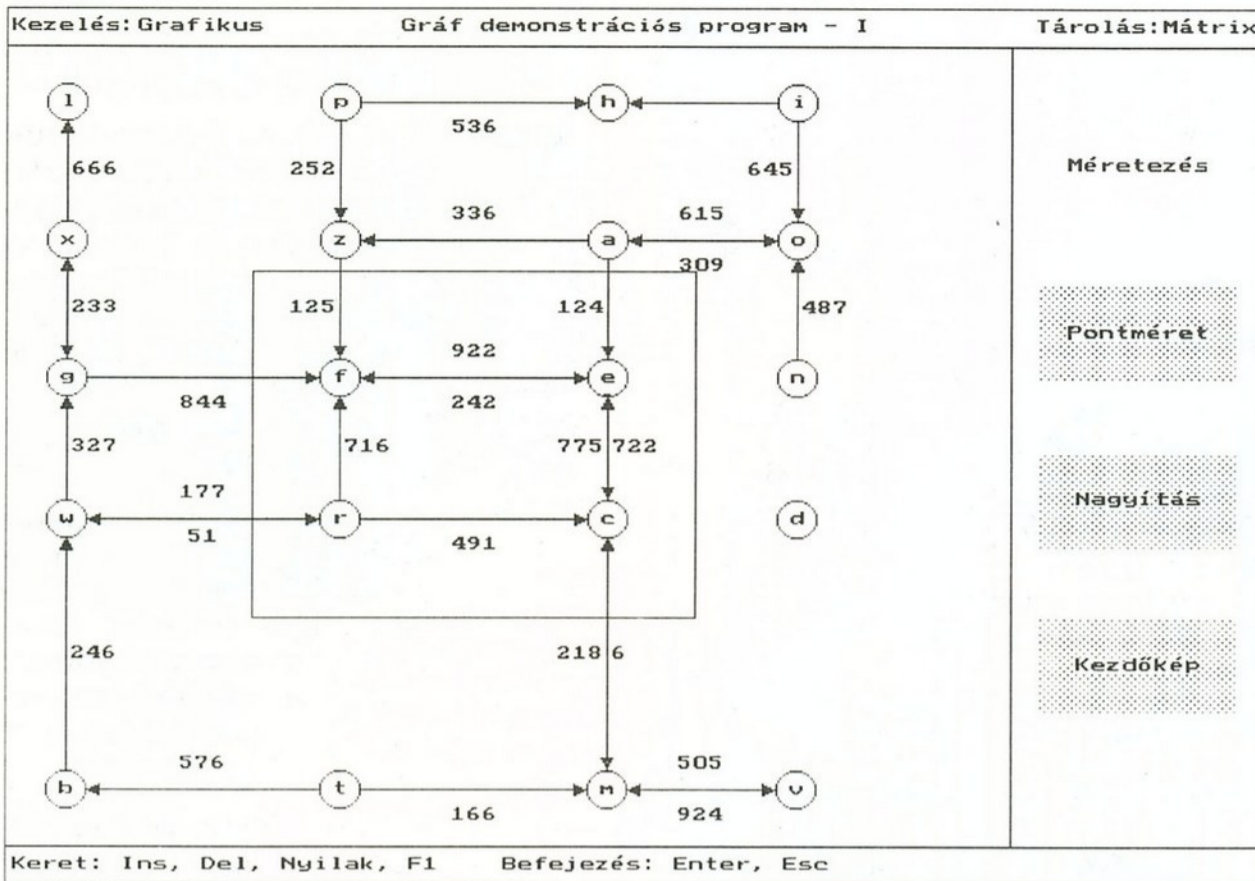 Kezelés:Grafikus Gráf demonstrációs program - I Tárolás:Mátrix
l p h i
536
666 252 645 Méretezés
336 615
x z a o
309
233 125 124 487
922 Pontméret
g f e n
844 242
327 716 775 722
177 Nagyítás
w r c d
51 491
246 218 6 Kezdőkép
576 505
b t m v
166 924
Keret: Ins, Del, Nyilak, F1 Befejezés: Enter, Esc